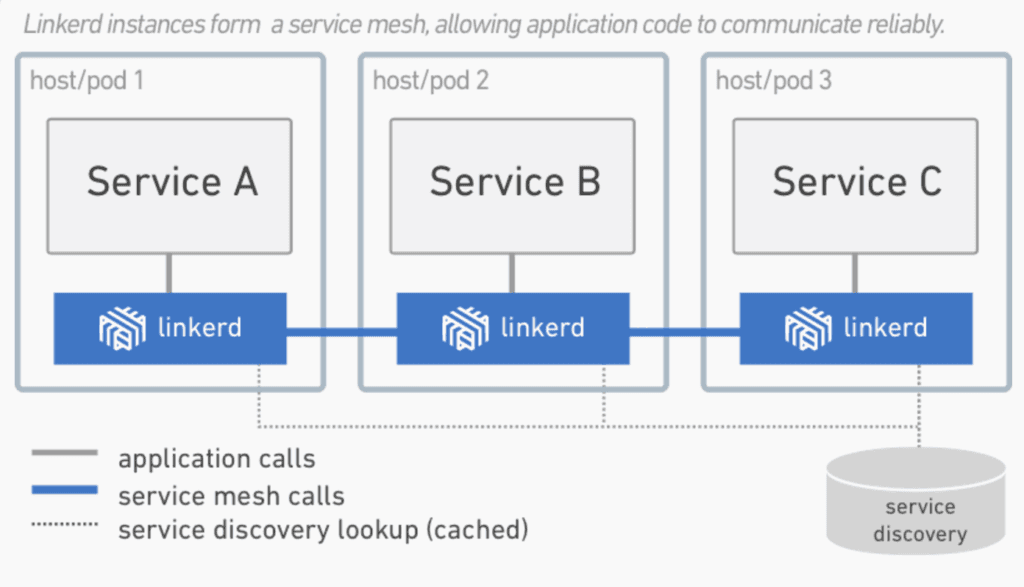 Linkerd instances form a service mesh, allowing application code to communicate reliably.
host/pod 1
host/pod 2
host/pod 3
Service A
Service B
Service C
linkerd
linkerd
linkerd
application calls
service mesh calls
service discovery lookup (cached)
service
discovery